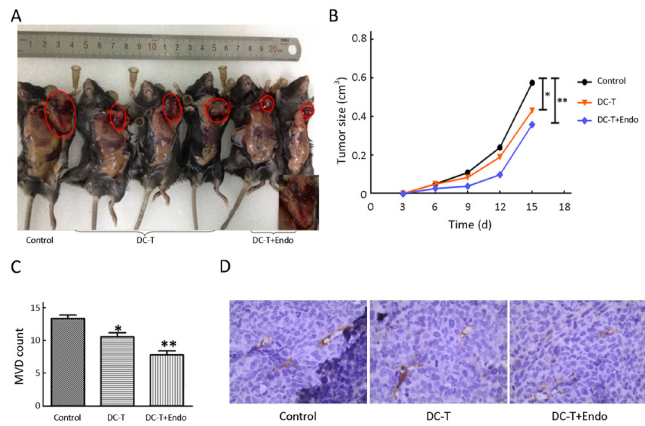 A
Control
DC-T
DC-T+Endo
B
Tumor size (cm³)
0.8
0.6
0.4
0.2
0
0
3
6
9
12
15
18
Time (d)
*
**
Control
DC-T
DC-T+Endo
C
MVD count
15
10
5
0
*
**
Control
DC-T
DC-T+Endo
D
Control
DC-T
DC-T+Endo